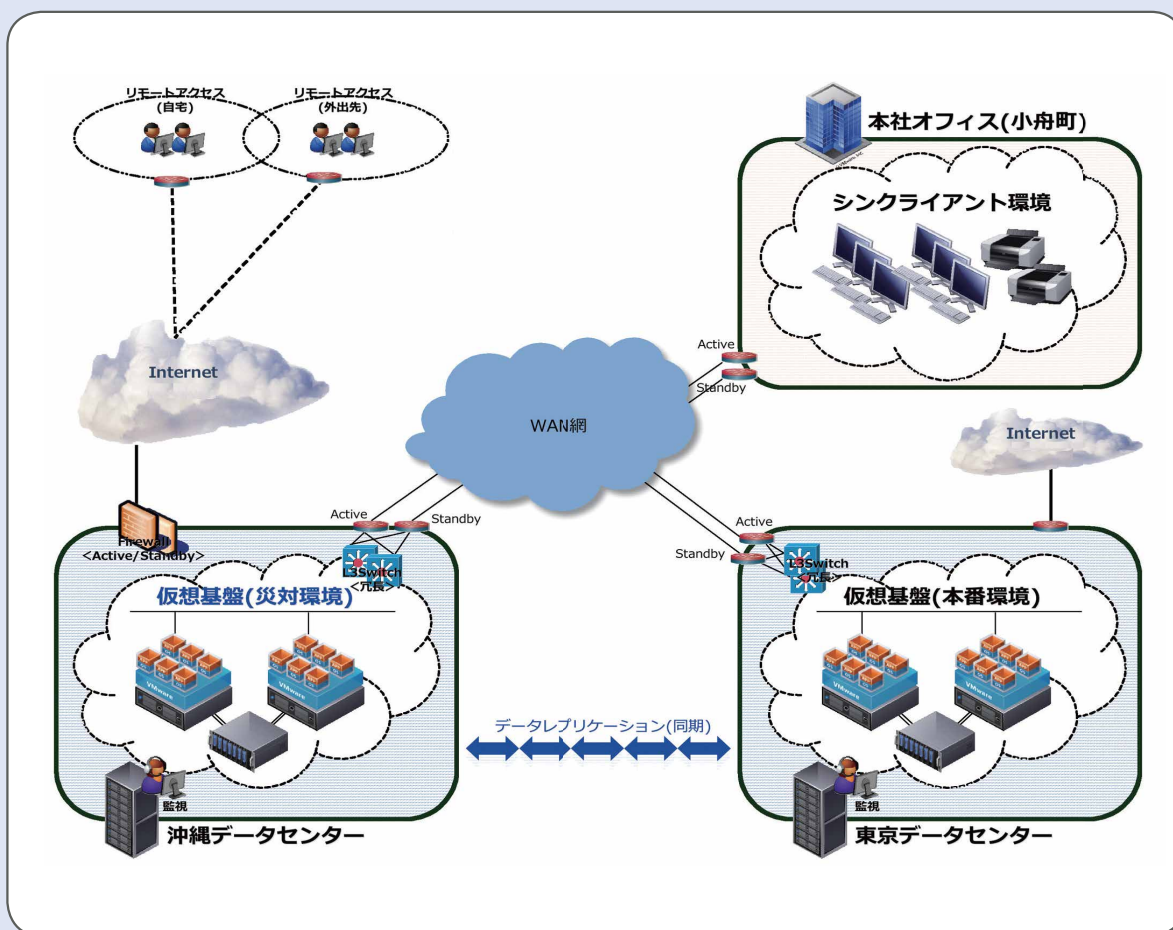 リモートアクセス
(自宅)
リモートアクセス
(外出先)
本社オフィス(小舟町)
シンクライアント環境
Internet
Active
Standby
WAN網
Internet
Active
Standby
Firewall
<Active/Standby>
L3Switch
<冗長>
仮想基盤(災対環境)
VMware
VMware
監視
沖縄データセンター
データレプリケーション(同期)
Active
Standby
L3Switch
<冗長>
仮想基盤(本番環境)
VMware
VMware
監視
東京データセンター